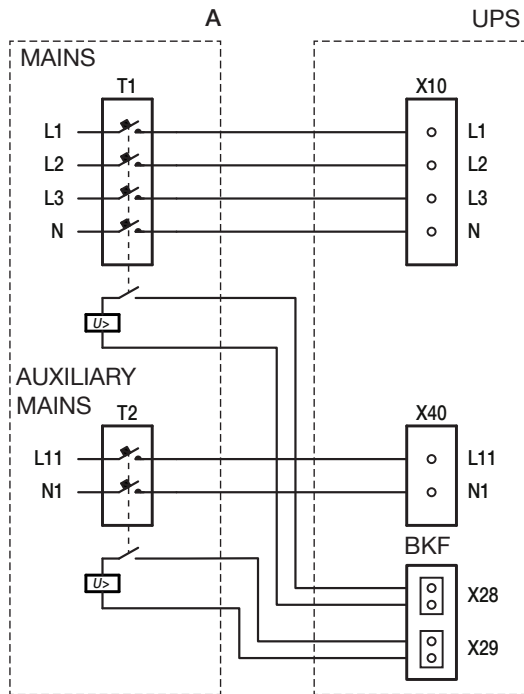 A UPS
MAINS
T1 X10
L1 L1
L2 L2
L3 L3
N N
U>
AUXILIARY
MAINS
T2 X40
L11 L11
N1 N1
BKF
U>
X28
X29